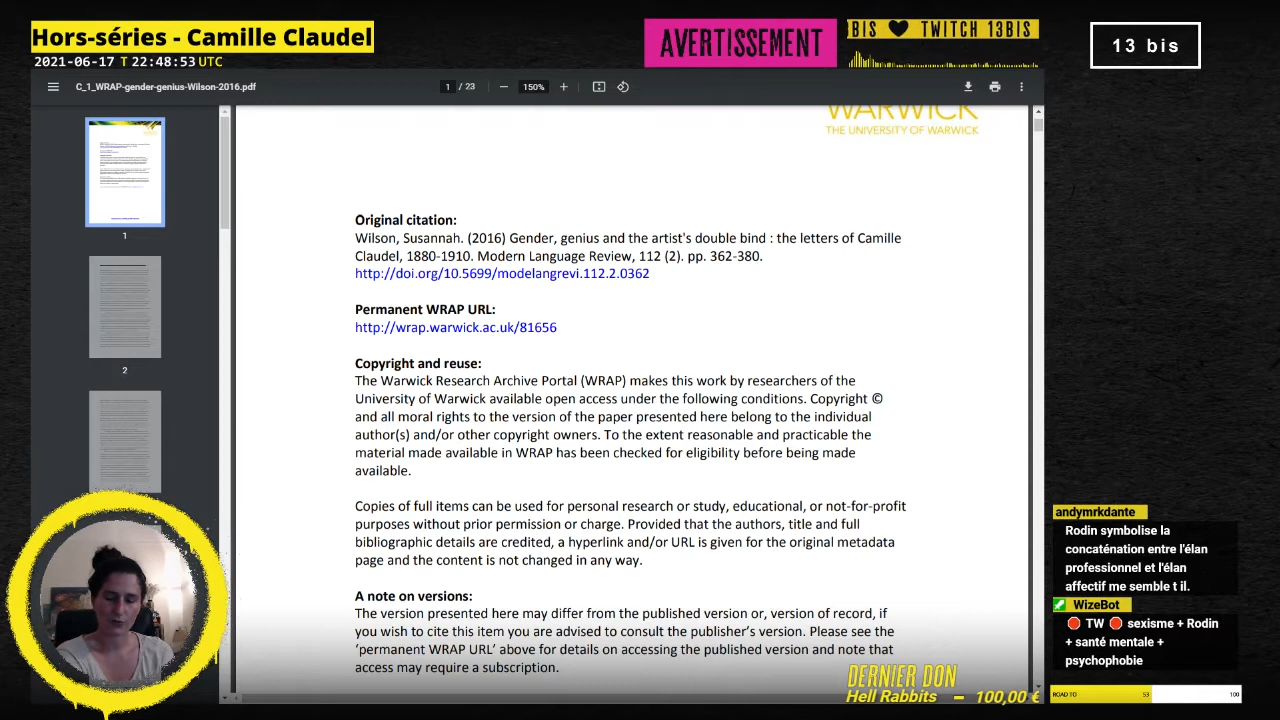 Hors-séries - Camille Claudel
2021-06-17 T 22:48:53 UTC
AVERTISSEMENT
BIS TWITCH 13BIS
13 bis
C_1_WRAP-gender-genius-Wilson-2016.pdf
1 / 23
150%
WARWICK
THE UNIVERSITY OF WARWICK
1
2
Original citation:
Wilson, Susannah. (2016) Gender, genius and the artist's double bind : the letters of Camille
Claudel, 1880-1910. Modern Language Review, 112 (2). pp. 362-380.
http://doi.org/10.5699/modelangrevi.112.2.0362
Permanent WRAP URL:
http://wrap.warwick.ac.uk/81656
Copyright and reuse:
The Warwick Research Archive Portal (WRAP) makes this work by researchers of the
University of Warwick available open access under the following conditions. Copyright ©
and all moral rights to the version of the paper presented here belong to the individual
author(s) and/or other copyright owners. To the extent reasonable and practicable the
material made available in WRAP has been checked for eligibility before being made
available.
Copies of full items can be used for personal research or study, educational, or not-for-profit
purposes without prior permission or charge. Provided that the authors, title and full
bibliographic details are credited, a hyperlink and/or URL is given for the original metadata
page and the content is not changed in any way.
A note on versions:
The version presented here may differ from the published version or, version of record, if
you wish to cite this item you are advised to consult the publisher's version. Please see the
'permanent WRAP URL' above for details on accessing the published version and note that
access may require a subscription.
andymrkdante
Rodin symbolise la
concaténation entre l'élan
professionnel et l'élan
affectif me semble t il.
WizeBot
TW sexisme + Rodin
+ santé mentale +
psychophobie
DERNIER DON
Hell Rabbits – 100,00 €
ROAD TO 53 100